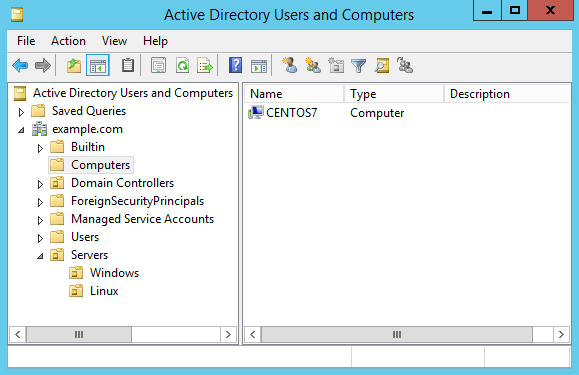 Active Directory Users and Computers
File Action View Help
Active Directory Users and Computers
Saved Queries
example.com
Builtin
Computers
Domain Controllers
ForeignSecurityPrincipals
Managed Service Accounts
Users
Servers
Windows
Linux
Name Type Description
CENTOS7 Computer